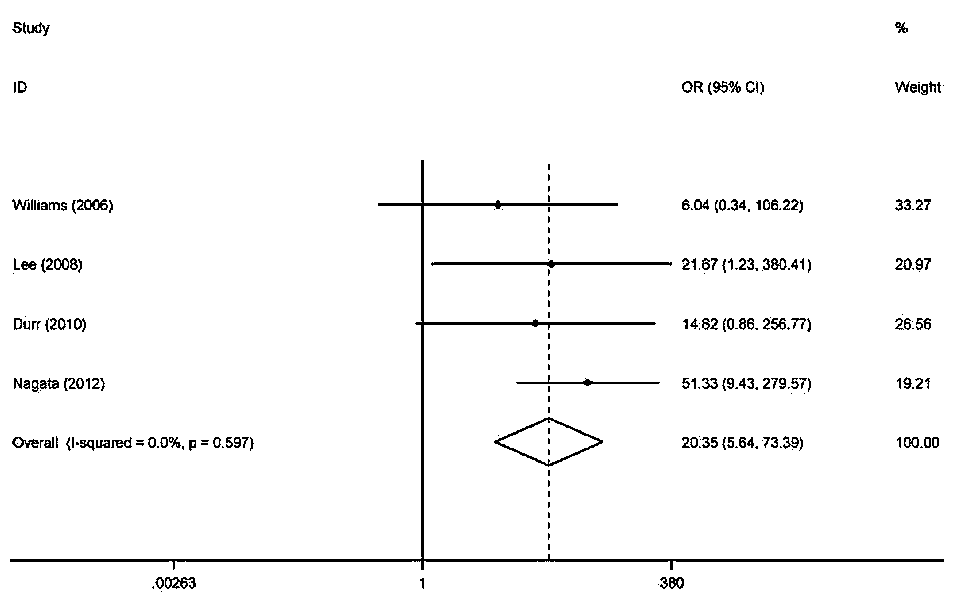 Study %
ID OR (95% CI) Weight
Williams (2006) 6.04 (0.34, 106.22) 33.27
Lee (2008) 21.67 (1.23, 380.41) 20.97
Durr (2010) 14.82 (0.86, 256.77) 26.56
Nagata (2012) 51.33 (9.43, 279.57) 19.21
Overall (I-squared = 0.0%, p = 0.597) 20.35 (5.64, 73.39) 100.00
.00263 1 380